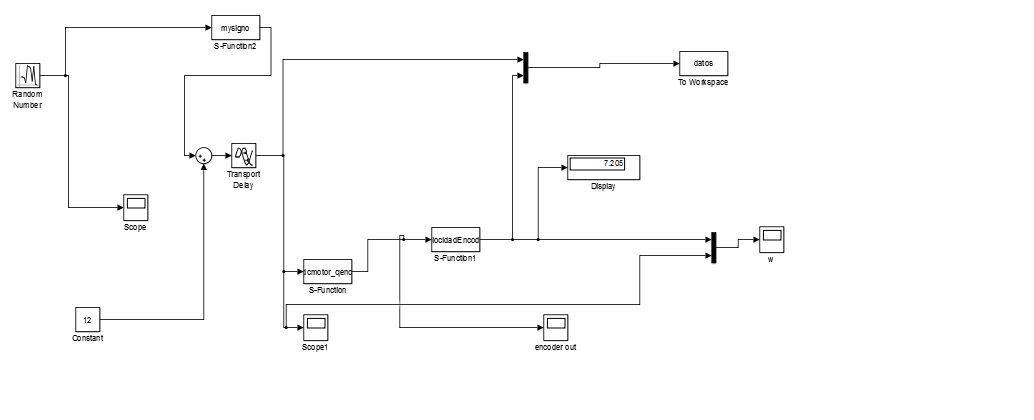 mysigno
S-Function2
Random
Number
datos
To Workspace
Transport
Delay
7.205
Display
Scope
locidadEncod
S-Function1
w
cmotor_qenc
S-Function
12
Constant
Scope1
encoder out